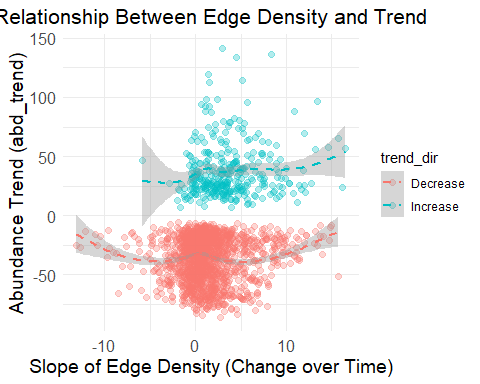 Relationship Between Edge Density and Trend
Abundance Trend (abd_trend)
150
100
50
0
-50
-10
0
10
Slope of Edge Density (Change over Time)
trend_dir
Decrease
Increase